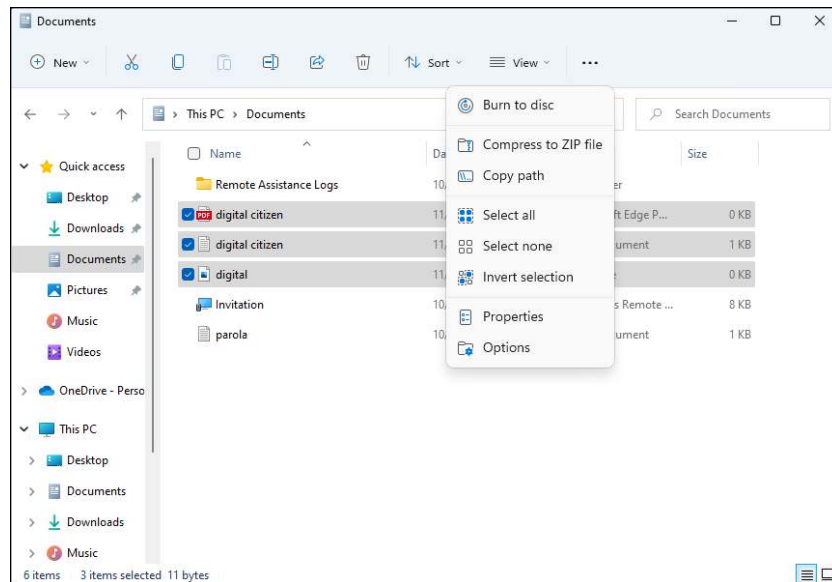 Documents
New
Sort
View
This PC > Documents
Search Documents
Burn to disc
Compress to ZIP file
Copy path
Select all
Select none
Invert selection
Properties
Options
Name
Size
Quick access
Desktop
Downloads
Documents
Pictures
Music
Videos
OneDrive - Perso
This PC
Desktop
Documents
Downloads
Music
Remote Assistance Logs 10/
PDF digital citizen 11/ ft Edge P... 0 KB
digital citizen 11/ ument 1 KB
digital 11/ 0 KB
Invitation 10/ s Remote ... 8 KB
parola 10/ ument 1 KB
6 items 3 items selected 11 bytes